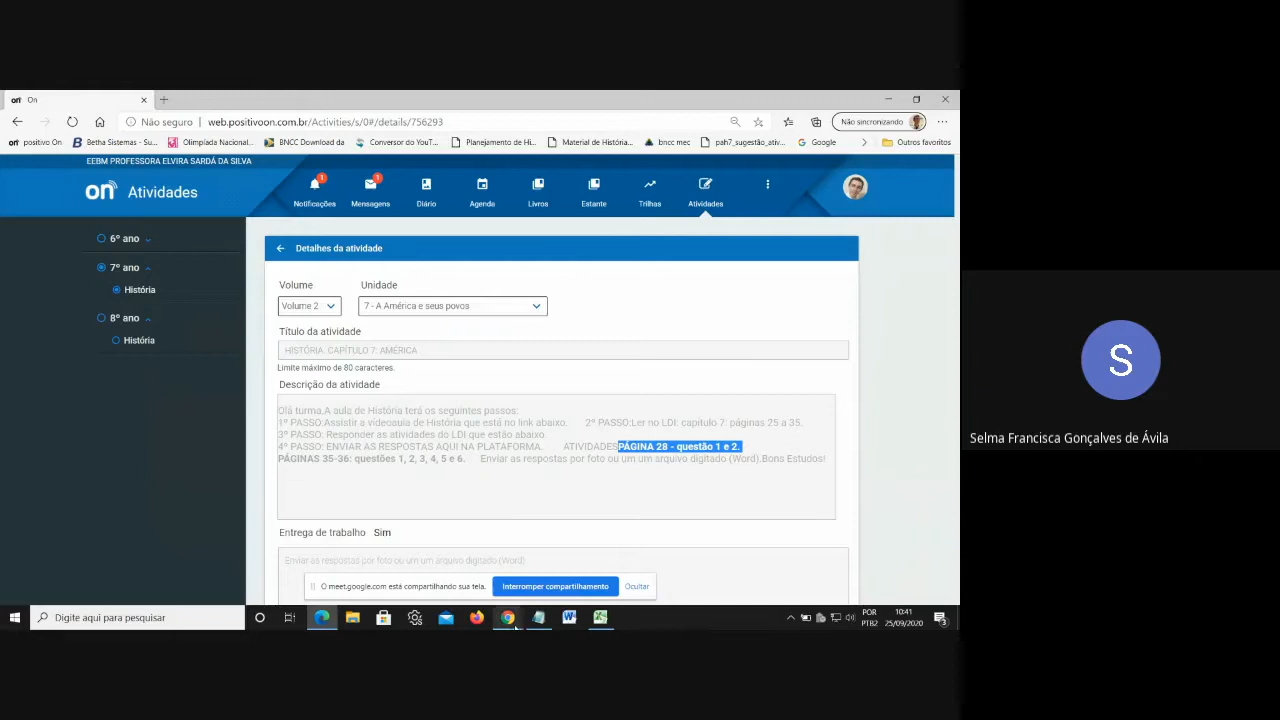 on On
Não seguro web.positivoon.com.br/Activities/s/0#/details/756293 Não sincronizando
on positivo On Betha Sistemas - Su... Olimpíada Nacional... BNCC Download da Conversor do YouT... Planejamento de Hi... Material de História... bncc mec pah7_sugestão_ativ... Google Outros favoritos
EEBM PROFESSORA ELVIRA SARDÁ DA SILVA
on Atividades
1 1
Notificações Mensagens Diário Agenda Livros Estante Trilhas Atividades
6º ano
7º ano
História
8º ano
História
Detalhes da atividade
Volume Unidade
Volume 2 7 - A América e seus povos
Título da atividade
HISTÓRIA. CAPÍTULO 7: AMÉRICA
Limite máximo de 80 caracteres.
Descrição da atividade
Olá turma.A aula de História terá os seguintes passos:
1º PASSO:Assistir a videoaula de História que está no link abaixo. 2º PASSO:Ler no LDI: capítulo 7: páginas 25 a 35.
3º PASSO: Responder as atividades do LDI que estão abaixo.
4º PASSO: ENVIAR AS RESPOSTAS AQUI NA PLATAFORMA. ATIVIDADESPÁGINA 28 - questão 1 e 2.
PÁGINAS 35-36: questões 1, 2, 3, 4, 5 e 6. Enviar as respostas por foto ou um um arquivo digitado (Word).Bons Estudos!
Entrega de trabalho Sim
Enviar as respostas por foto ou um um arquivo digitado (Word)
O meet.google.com está compartilhando sua tela. Interromper compartilhamento Ocultar
Digite aqui para pesquisar
POR 10:41
PTB2 25/09/2020
3
S
Selma Francisca Gonçalves de Ávila